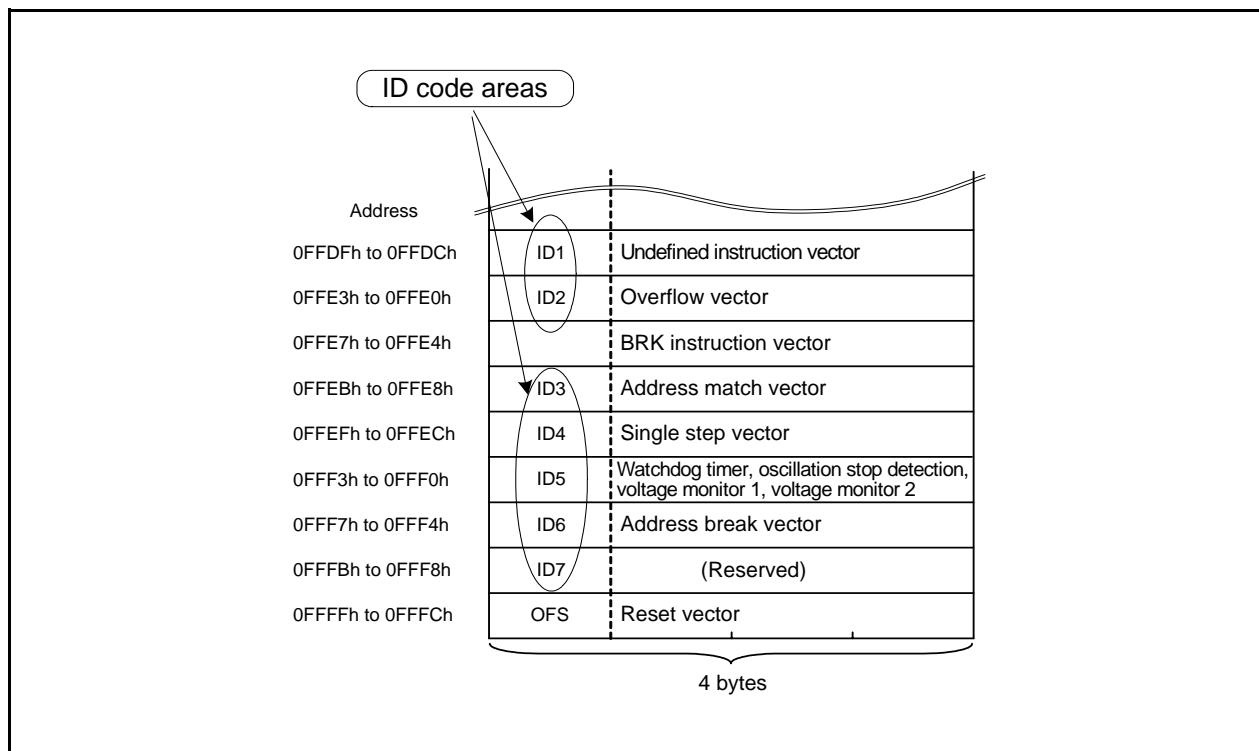 ID code areas
Address
0FFDFh to 0FFDCh ID1 Undefined instruction vector
0FFE3h to 0FFE0h ID2 Overflow vector
0FFE7h to 0FFE4h BRK instruction vector
0FFEBh to 0FFE8h ID3 Address match vector
0FFEFh to 0FFECh ID4 Single step vector
0FFF3h to 0FFF0h ID5 Watchdog timer, oscillation stop detection,
voltage monitor 1, voltage monitor 2
0FFF7h to 0FFF4h ID6 Address break vector
0FFFBh to 0FFF8h ID7 (Reserved)
0FFFFh to 0FFFCh OFS Reset vector
4 bytes